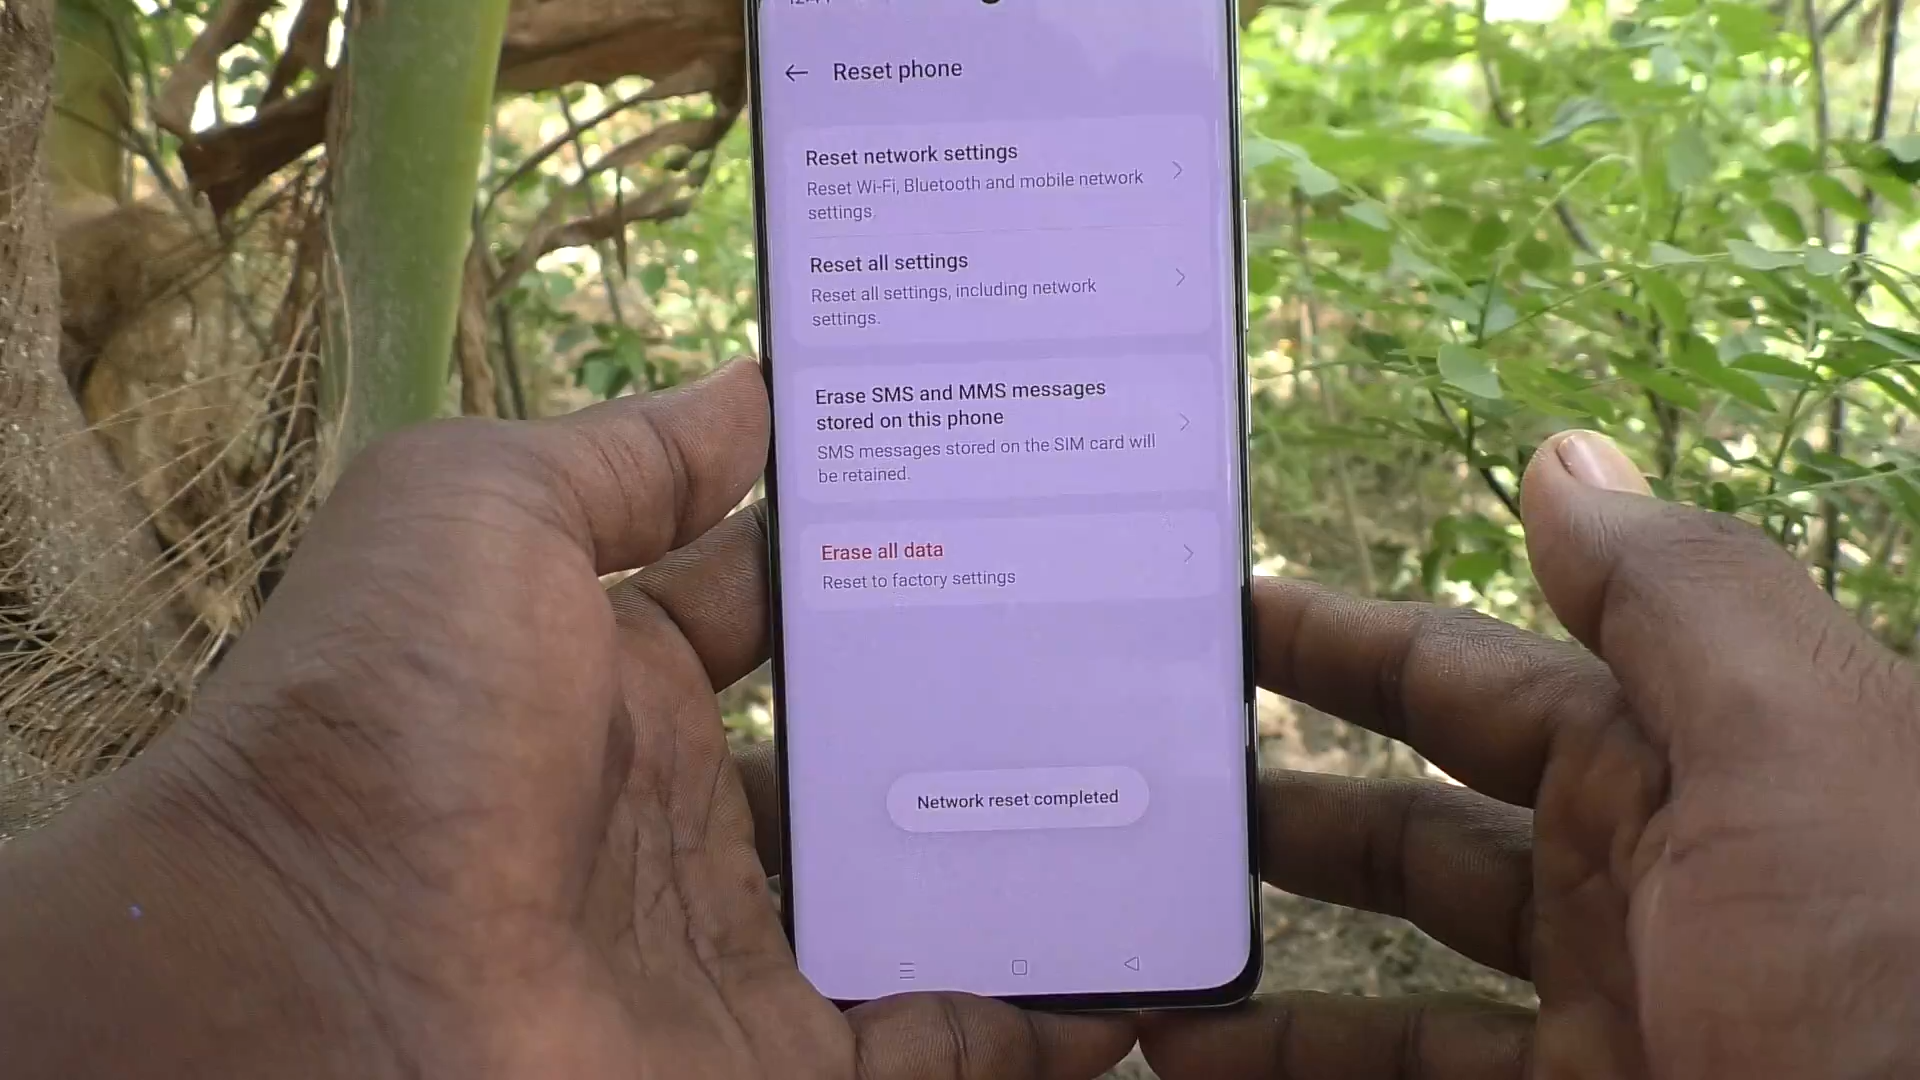 Reset phone
Reset network settings
Reset Wi-Fi, Bluetooth and mobile network
settings.
Reset all settings
Reset all settings, including network
settings.
Erase SMS and MMS messages
stored on this phone
SMS messages stored on the SIM card will
be retained.
Erase all data
Reset to factory settings
Network reset completed